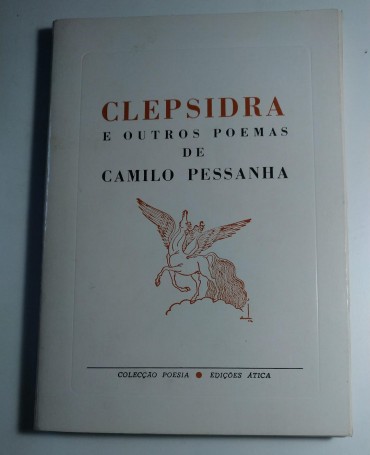 CLEPSIDRA
E OUTROS POEMAS
DE
CAMILO PESSANHA
COLECÇÃO POESIA • EDIÇÕES ÁTICA